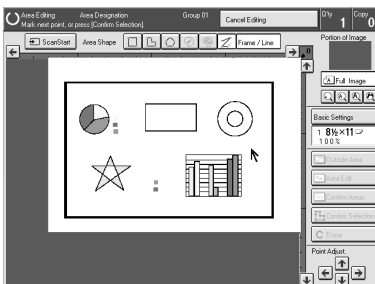 Area Editing
Area Designation
Group 01
Mark next point, or press [Confirm Selection].
Cancel Editing
Q'ty
1
Copy
0
ScanStart
Area Shape
Frame / Line
Portion of Image
Full Image
Basic Settings
1 8½×11
100%
Outside Area
Area Edit
Confirm Areas
Confirm Selection
C Erase
Point Adjust.